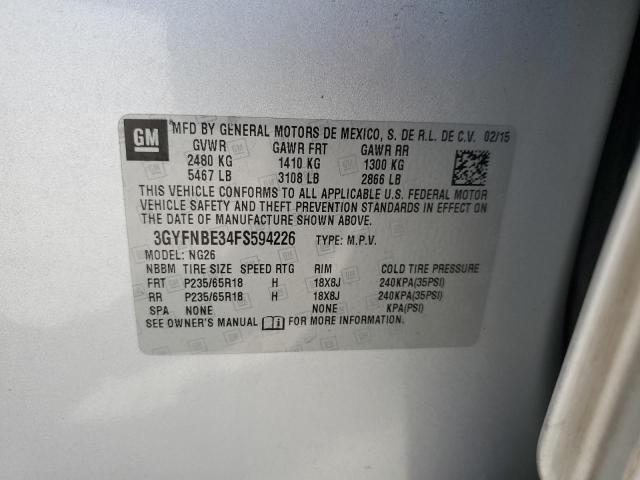 GM
MFD BY GENERAL MOTORS DE MEXICO, S. DE R.L. DE C.V. 02/15
GVWR GAWR FRT GAWR RR
2480 KG 1410 KG 1300 KG
5467 LB 3108 LB 2866 LB
THIS VEHICLE CONFORMS TO ALL APPLICABLE U.S. FEDERAL MOTOR
VEHICLE SAFETY AND THEFT PREVENTION STANDARDS IN EFFECT ON
THE DATE OF MANUFACTURE SHOWN ABOVE.
3GYFNBE34FS594226 TYPE: M.P.V.
MODEL: NG26
NBBM TIRE SIZE SPEED RTG RIM COLD TIRE PRESSURE
FRT P235/65R18 H 18X8J 240KPA(35PSI)
RR P235/65R18 H 18X8J 240KPA(35PSI)
SPA NONE NONE KPA(PSI)
SEE OWNER'S MANUAL FOR MORE INFORMATION.